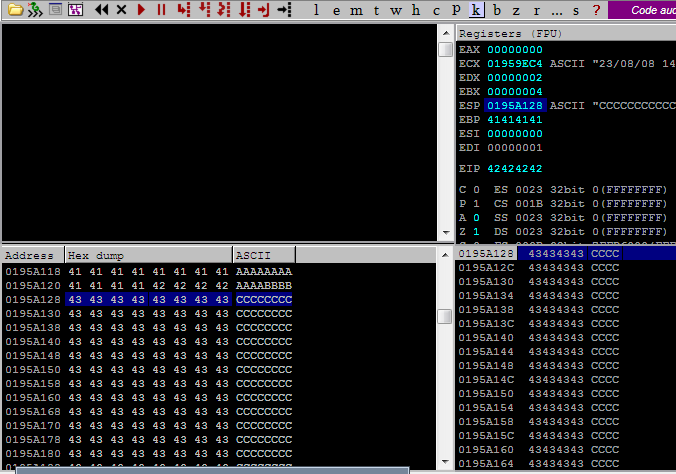 l e m t w h c p k b z r ... s ? Code auc
Registers (FPU)
EAX 00000000
ECX 01959EC4 ASCII "23/08/08 14
EDX 00000002
EBX 00000004
ESP 0195A128 ASCII "CCCCCCCCCCC
EBP 41414141
ESI 00000000
EDI 00000001
EIP 42424242
C 0 ES 0023 32bit 0(FFFFFFFF)
P 1 CS 001B 32bit 0(FFFFFFFF)
A 0 SS 0023 32bit 0(FFFFFFFF)
Z 1 DS 0023 32bit 0(FFFFFFFF)
Address Hex dump ASCII
0195A118 41 41 41 41 41 41 41 41 AAAAAAAA
0195A120 41 41 41 41 42 42 42 42 AAAABBBB
0195A128 43 43 43 43 43 43 43 43 CCCCCCCC
0195A130 43 43 43 43 43 43 43 43 CCCCCCCC
0195A138 43 43 43 43 43 43 43 43 CCCCCCCC
0195A140 43 43 43 43 43 43 43 43 CCCCCCCC
0195A148 43 43 43 43 43 43 43 43 CCCCCCCC
0195A150 43 43 43 43 43 43 43 43 CCCCCCCC
0195A158 43 43 43 43 43 43 43 43 CCCCCCCC
0195A160 43 43 43 43 43 43 43 43 CCCCCCCC
0195A168 43 43 43 43 43 43 43 43 CCCCCCCC
0195A170 43 43 43 43 43 43 43 43 CCCCCCCC
0195A178 43 43 43 43 43 43 43 43 CCCCCCCC
0195A180 43 43 43 43 43 43 43 43 CCCCCCCC
0195A128 43434343 CCCC
0195A12C 43434343 CCCC
0195A130 43434343 CCCC
0195A134 43434343 CCCC
0195A138 43434343 CCCC
0195A13C 43434343 CCCC
0195A140 43434343 CCCC
0195A144 43434343 CCCC
0195A148 43434343 CCCC
0195A14C 43434343 CCCC
0195A150 43434343 CCCC
0195A154 43434343 CCCC
0195A158 43434343 CCCC
0195A15C 43434343 CCCC
0195A160 43434343 CCCC
0195A164 43434343 CCCC